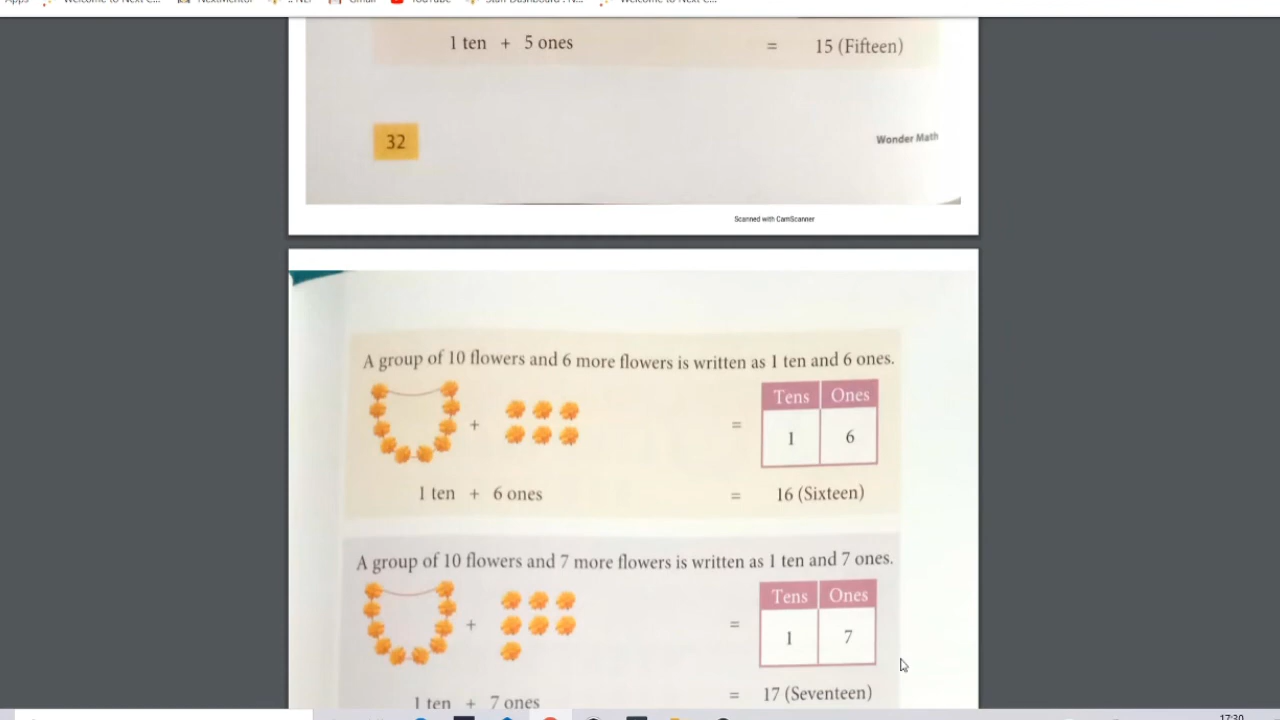 1 ten + 5 ones = 15 (Fifteen)
32
Wonder Math
Scanned with CamScanner
A group of 10 flowers and 6 more flowers is written as 1 ten and 6 ones.
+ = Tens Ones
1 6
1 ten + 6 ones = 16 (Sixteen)
A group of 10 flowers and 7 more flowers is written as 1 ten and 7 ones.
+ = Tens Ones
1 7
1 ten + 7 ones = 17 (Seventeen)
17:30